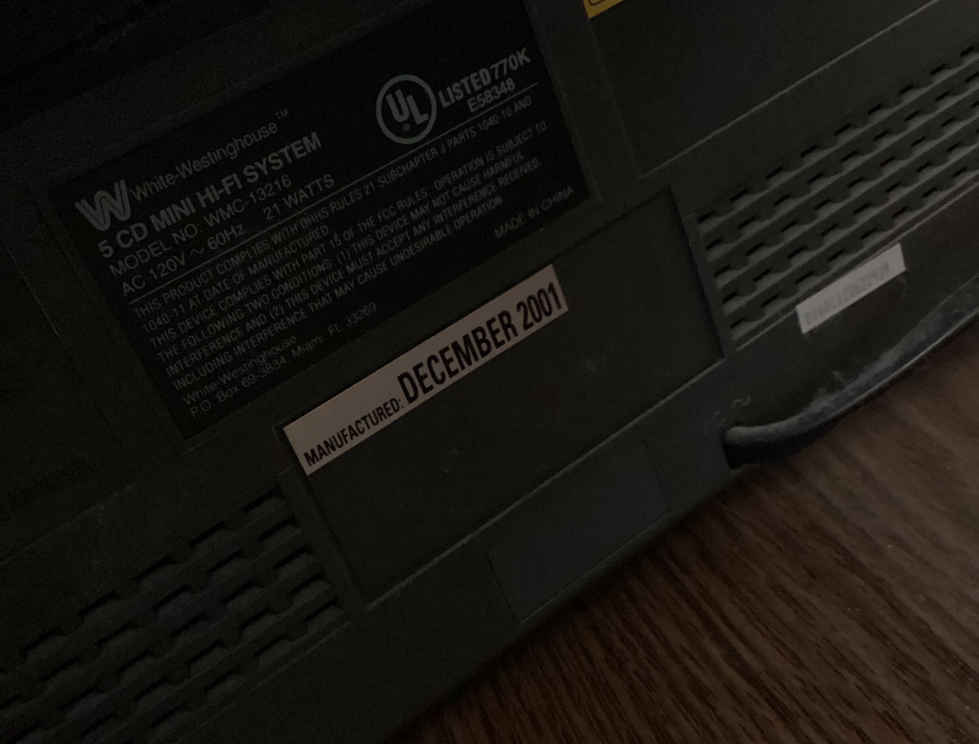 White-Westinghouse™
5 CD MINI HI-FI SYSTEM
MODEL NO WMC-13216
AC 120V ~ 60Hz 21 WATTS
UL LISTED 770K
E58348
THIS PRODUCT COMPLIES WITH DHHS RULES 21 SUBCHAPTER J PARTS 1040-10 AND
1040-11 AT DATE OF MANUFACTURED
THIS DEVICE COMPLIES WITH PART 15 OF THE FCC RULES. OPERATION IS SUBJECT TO
THE FOLLOWING TWO CONDITIONS. (1) THIS DEVICE MAY NOT CAUSE HARMFUL
INTERFERENCE AND (2) THIS DEVICE MUST ACCEPT ANY INTERFERENCE RECEIVED,
INCLUDING INTERFERENCE THAT MAY CAUSE UNDESIRABLE OPERATION
White-Westinghouse
P.O. Box Miami FL
MADE IN CHINA
MANUFACTURED: DECEMBER 2001